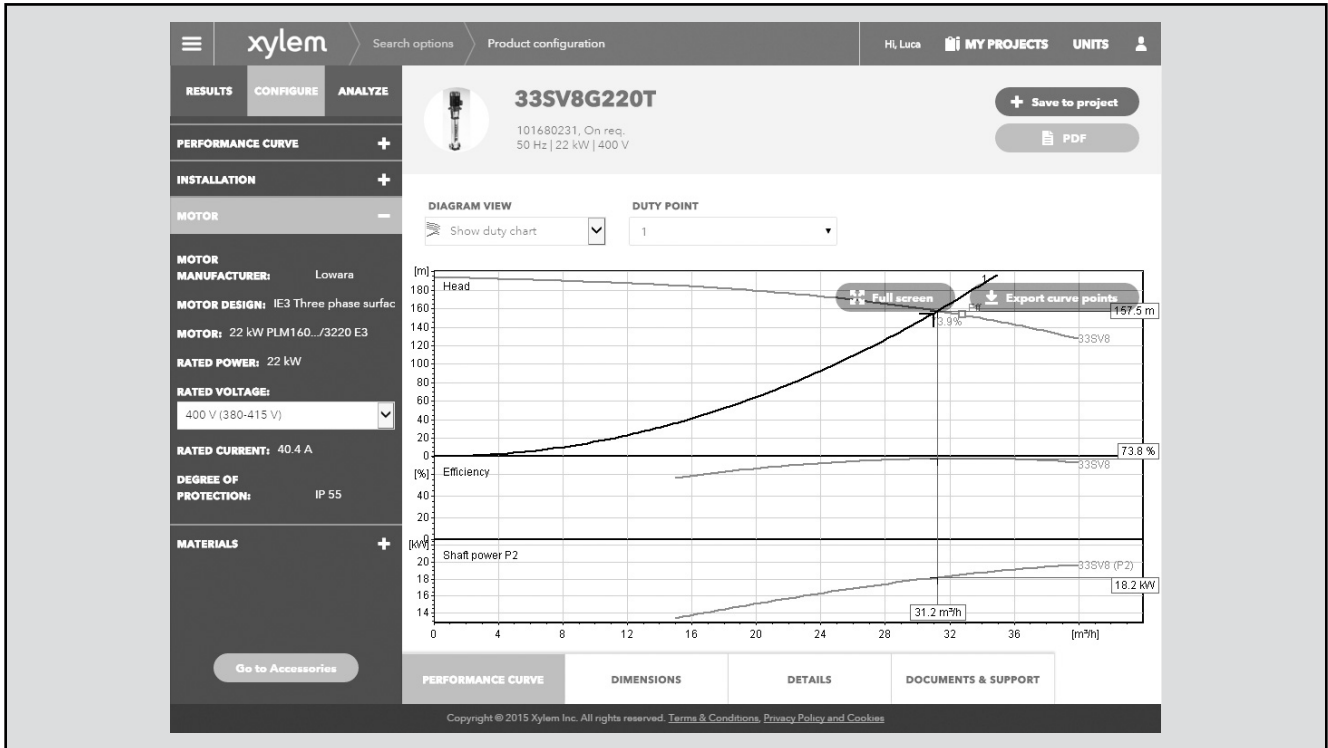 xylem
Search options
Product configuration
Hi, Luca
MY PROJECTS
UNITS
RESULTS
CONFIGURE
ANALYZE
PERFORMANCE CURVE +
INSTALLATION +
MOTOR −
MOTOR
MANUFACTURER: Lowara
MOTOR DESIGN: IE3 Three phase surfac
MOTOR: 22 kW PLM160.../3220 E3
RATED POWER: 22 kW
RATED VOLTAGE:
400 V (380-415 V)
RATED CURRENT: 40.4 A
DEGREE OF
PROTECTION: IP 55
MATERIALS +
Go to Accessories
33SV8G220T
101680231, On req.
50 Hz | 22 kW | 400 V
+ Save to project
PDF
DIAGRAM VIEW
Show duty chart
DUTY POINT
1
[m]
Head
180
160
140
120
100
80
60
40
20
0
1
Full screen
Export curve points
Eff
157.5 m
3.9%
33SV8
73.8 %
[%]
Efficiency
33SV8
40
20
0
[kW]
Shaft power P2
20
18
16
14
33SV8 (P2)
18.2 kW
31.2 m³/h
0 4 8 12 16 20 24 28 32 36 [m³/h]
PERFORMANCE CURVE
DIMENSIONS
DETAILS
DOCUMENTS & SUPPORT
Copyright © 2015 Xylem Inc. All rights reserved. Terms & Conditions, Privacy Policy and Cookies